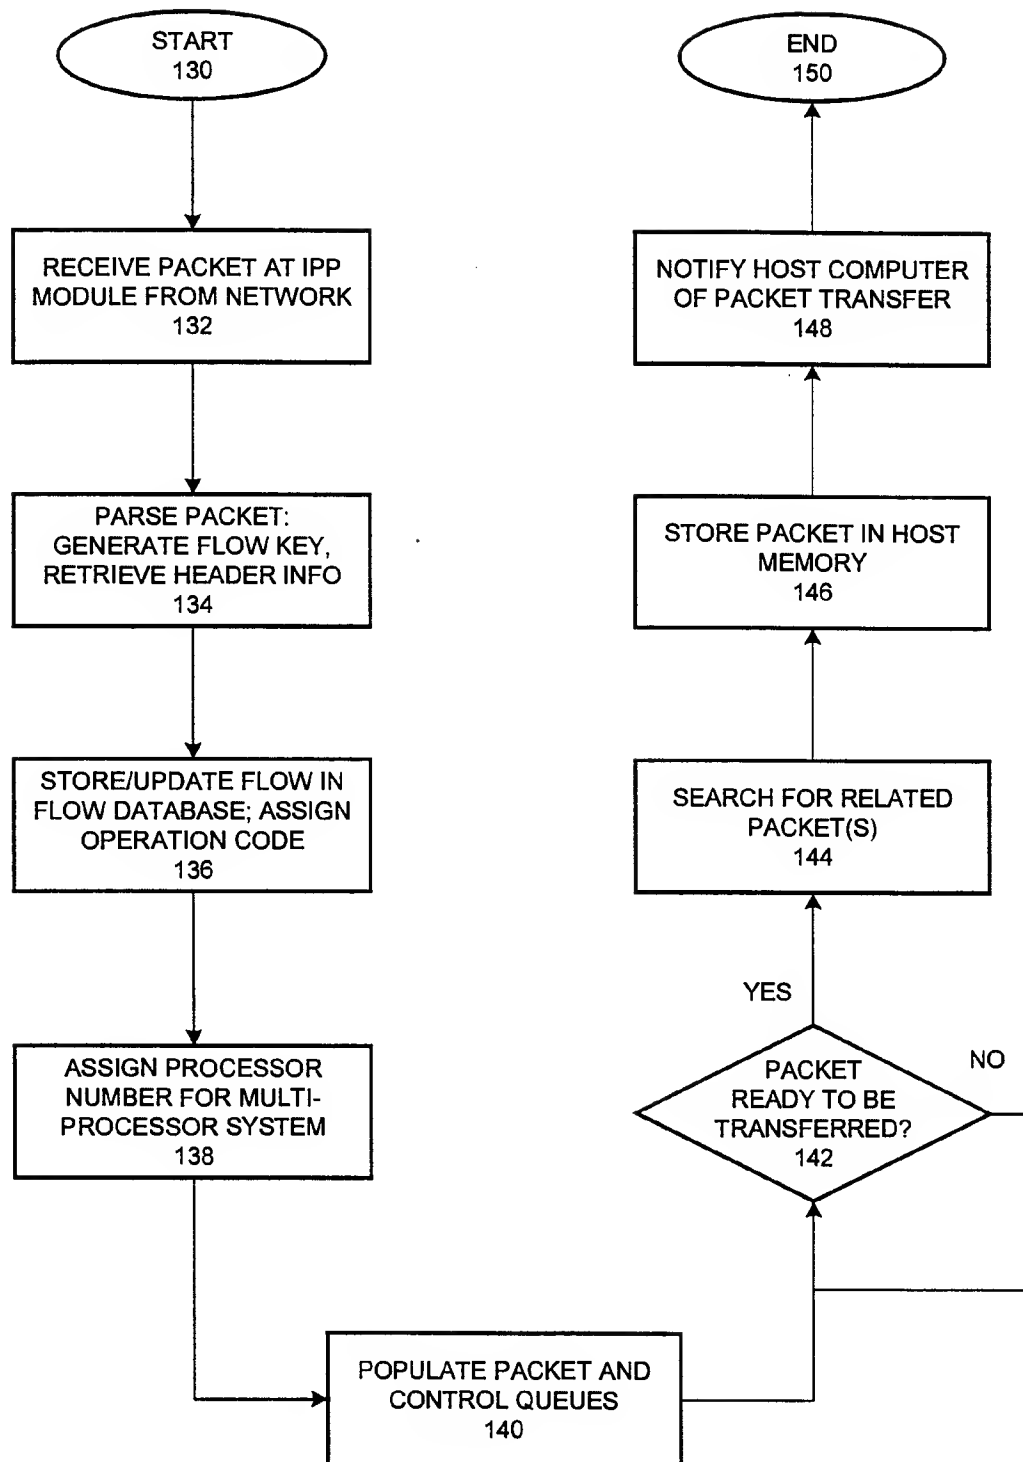 START
130
RECEIVE PACKET AT IPP
MODULE FROM NETWORK
132
PARSE PACKET:
GENERATE FLOW KEY,
RETRIEVE HEADER INFO
134
STORE/UPDATE FLOW IN
FLOW DATABASE; ASSIGN
OPERATION CODE
136
ASSIGN PROCESSOR
NUMBER FOR MULTI-
PROCESSOR SYSTEM
138
POPULATE PACKET AND
CONTROL QUEUES
140
PACKET
READY TO BE
TRANSFERRED?
142
NO
YES
SEARCH FOR RELATED
PACKET(S)
144
STORE PACKET IN HOST
MEMORY
146
NOTIFY HOST COMPUTER
OF PACKET TRANSFER
148
END
150